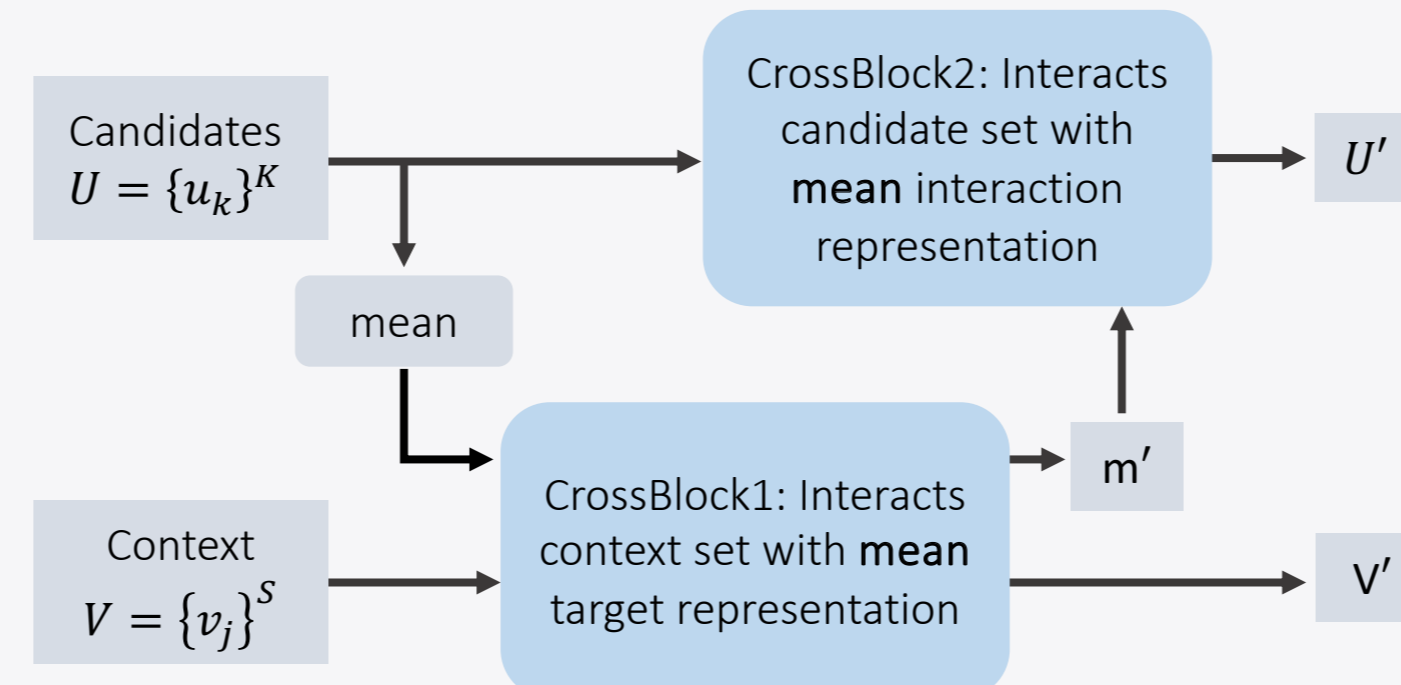 Candidates
U = {u_k}^K
mean
Context
V = {v_j}^S
CrossBlock2: Interacts
candidate set with
mean interaction
representation
CrossBlock1: Interacts
context set with mean
target representation
m′
U′
V′